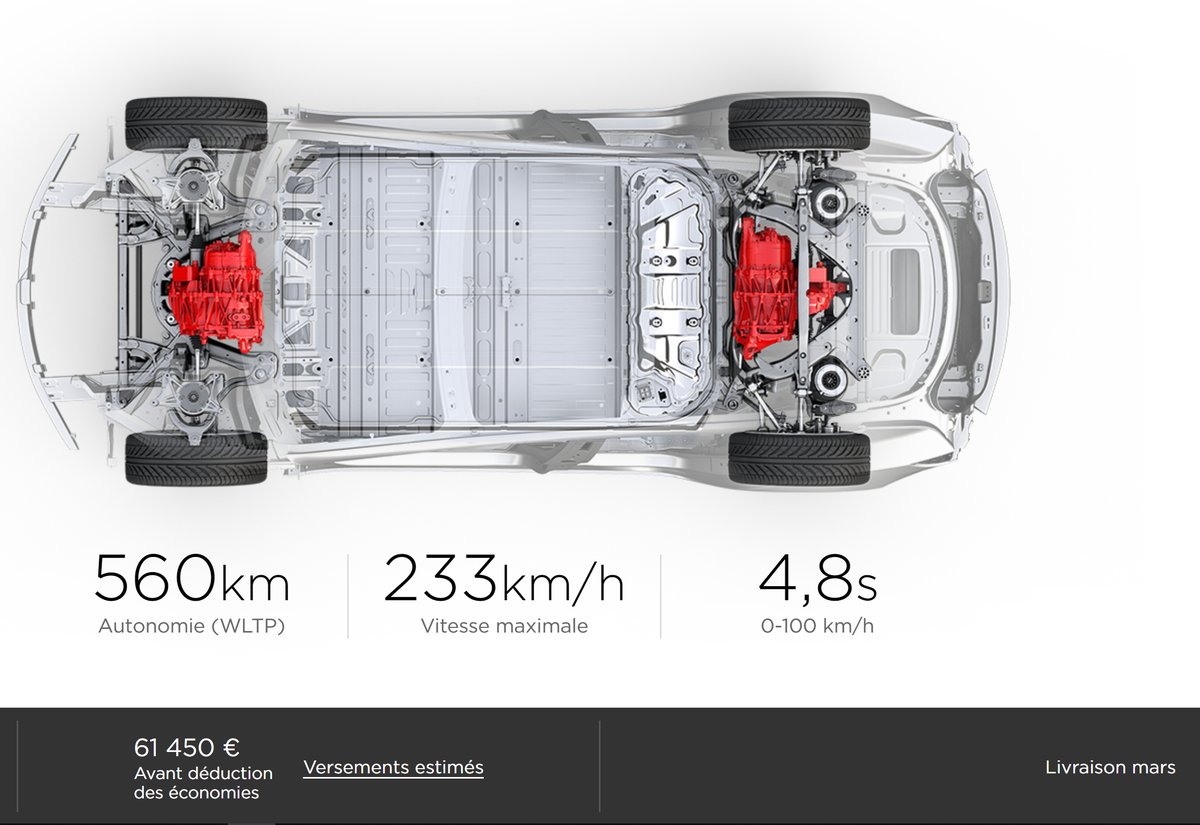 560km
Autonomie (WLTP)
233km/h
Vitesse maximale
4,8s
0-100 km/h
61 450 €
Avant déduction
des économies
Versements estimés
Livraison mars